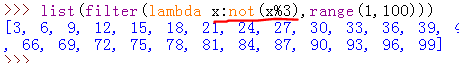 >>> list(filter(lambda x:not(x%3),range(1,100)))
[3, 6, 9, 12, 15, 18, 21, 24, 27, 30, 33, 36, 39, 4
, 66, 69, 72, 75, 78, 81, 84, 87, 90, 93, 96, 99]
>>>